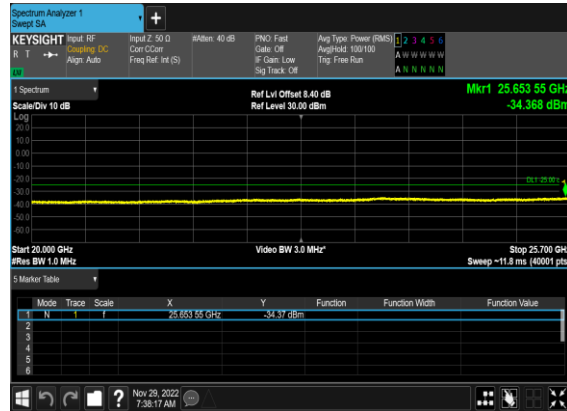 Spectrum Analyzer 1
Swept SA
+
KEYSIGHT Input: RF Input Z: 50 Ω #Atten: 40 dB PNO: Fast Avg Type: Power (RMS) 1 2 3 4 5 6
R T Coupling: DC Corr CCorr Gate: Off Avg|Hold: 100/100 A W W W W W
Align: Auto Freq Ref: Int (S) IF Gain: Low Trig: Free Run
Sig Track: Off A N N N N N
1 Spectrum Ref Lvl Offset 8.40 dB Mkr1 25.653 55 GHz
Scale/Div 10 dB Ref Level 30.00 dBm -34.368 dBm
Log
20.0
10.0
0.00
-10.0
-20.0
DL1 -25.00
-30.0
-40.0
-50.0
-60.0
Start 20.000 GHz Video BW 3.0 MHz* Stop 25.700 GHz
#Res BW 1.0 MHz Sweep ~11.8 ms (40001 pts
5 Marker Table
Mode Trace Scale X Y Function Function Width Function Value
1 N 1 f 25.653 55 GHz -34.37 dBm
2
3
4
5
6
? Nov 29, 2022
7:38:17 AM